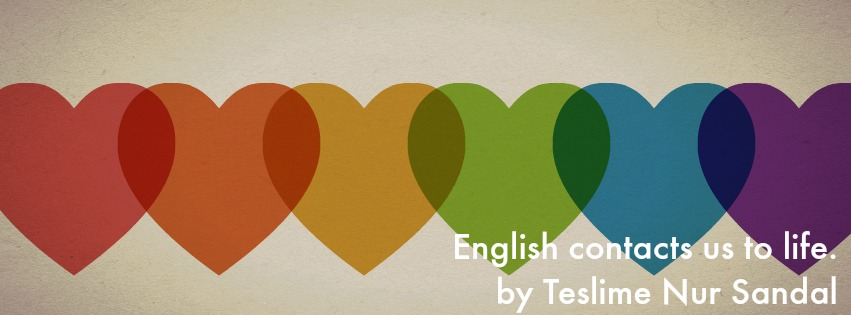 English contacts us to life.
by Teslime Nur Sandal